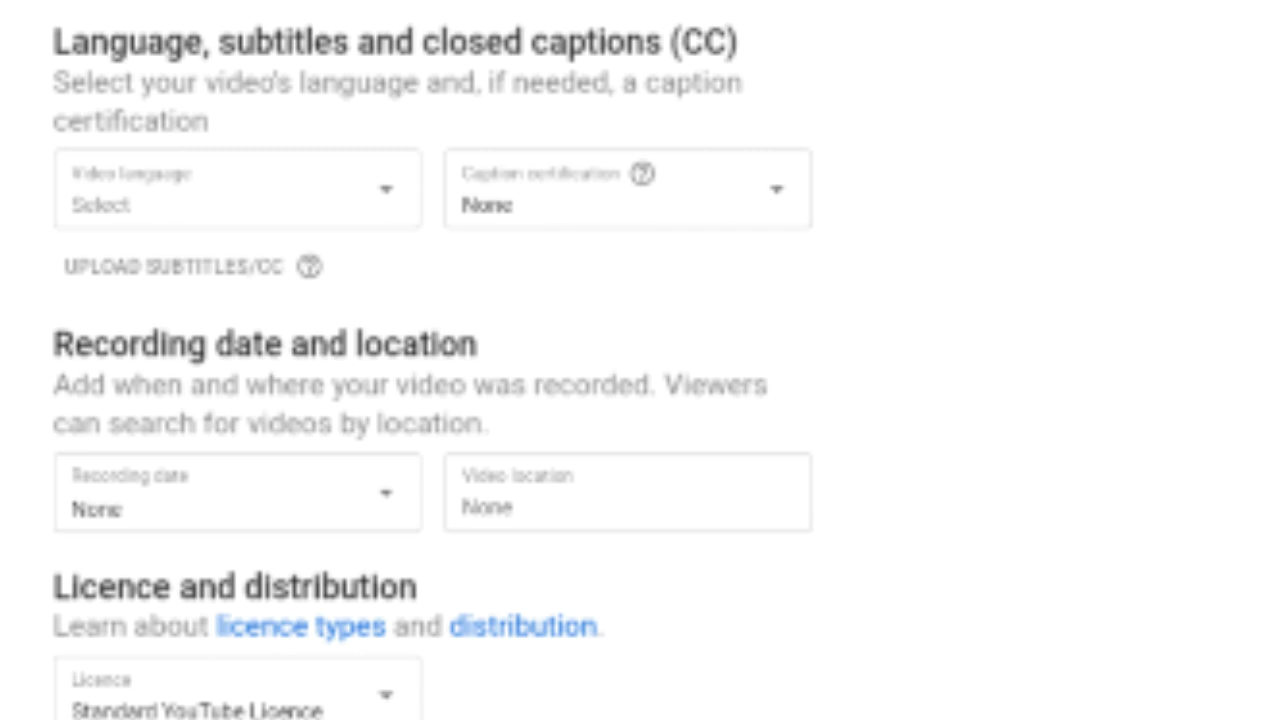 Language, subtitles and closed captions (CC)
Select your video's language and, if needed, a caption
certification
Video language
Caption certification
Select
None
UPLOAD SUBTITLES/CC
Recording date and location
Add when and where your video was recorded. Viewers
can search for videos by location.
Recording date
Video location
None
None
Licence and distribution
Learn about licence types and distribution.
Licence
Standard YouTube Licence